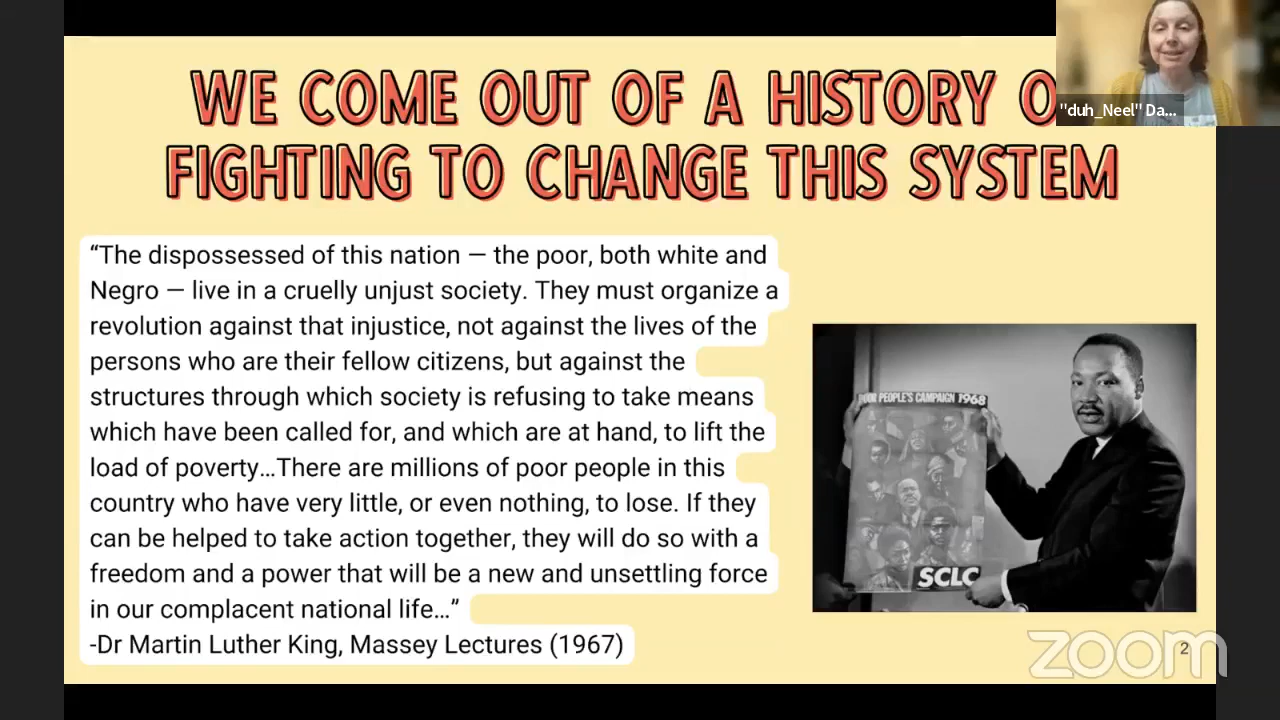 WE COME OUT OF A HISTORY O
FIGHTING TO CHANGE THIS SYSTEM
"duh_Neel" Da...
“The dispossessed of this nation — the poor, both white and
Negro — live in a cruelly unjust society. They must organize a
revolution against that injustice, not against the lives of the
persons who are their fellow citizens, but against the
structures through which society is refusing to take means
which have been called for, and which are at hand, to lift the
load of poverty…There are millions of poor people in this
country who have very little, or even nothing, to lose. If they
can be helped to take action together, they will do so with a
freedom and a power that will be a new and unsettling force
in our complacent national life…”
-Dr Martin Luther King, Massey Lectures (1967)
POOR PEOPLE'S CAMPAIGN 1968
SCLC
zoom
2